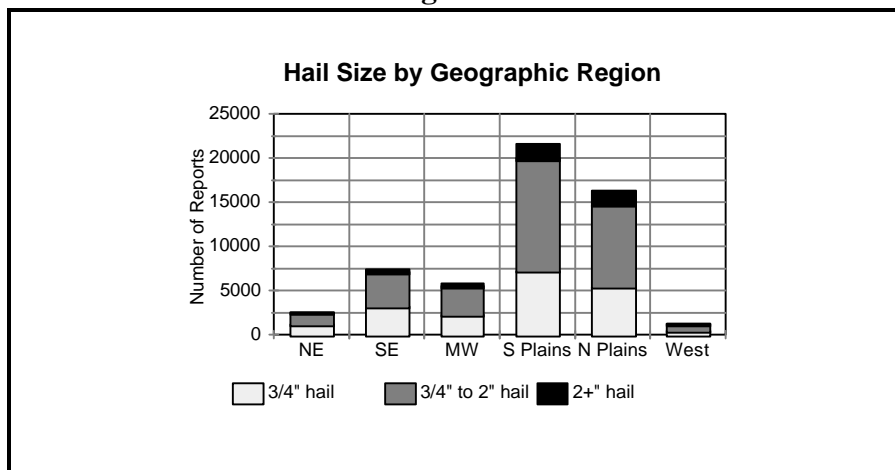 Hail Size by Geographic Region
25000
20000
15000
10000
5000
0
Number of Reports
NE SE MW S Plains N Plains West
3/4" hail 3/4" to 2" hail 2+" hail